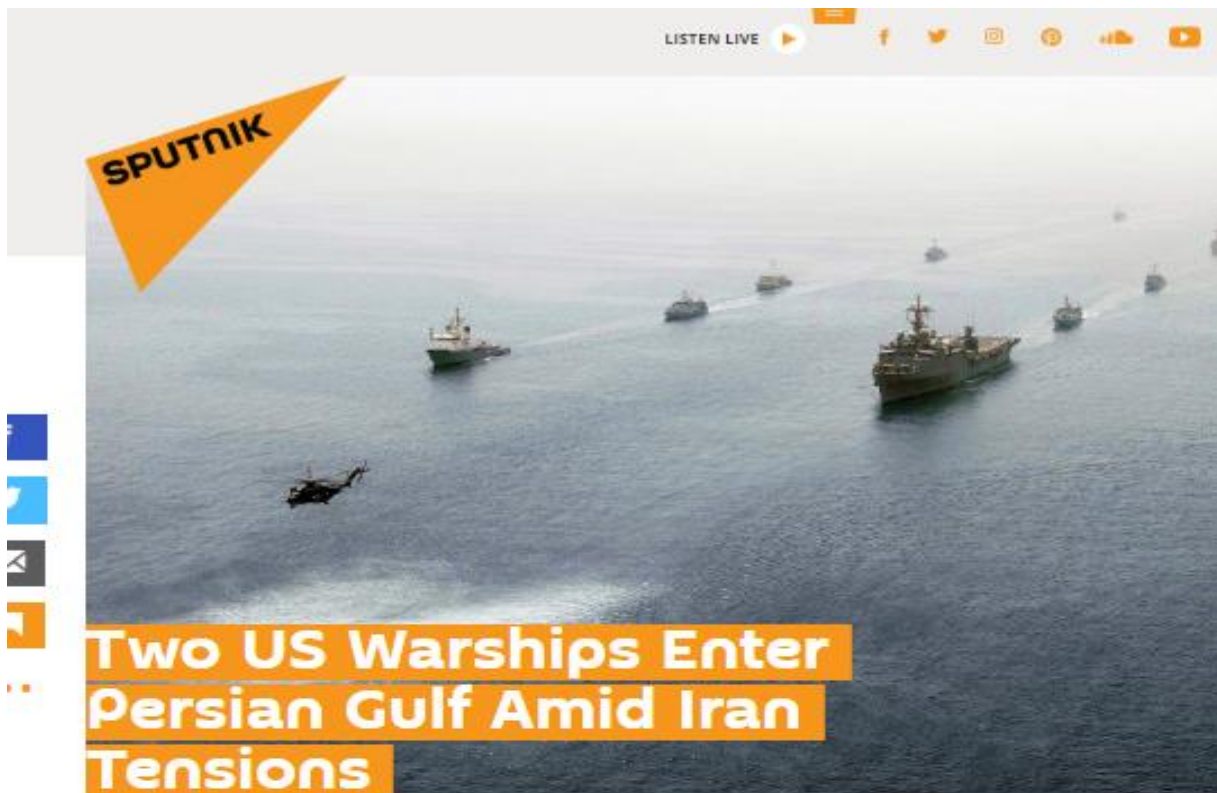 LISTEN LIVE
SPUTNIK
Two US Warships Enter
Persian Gulf Amid Iran
Tensions